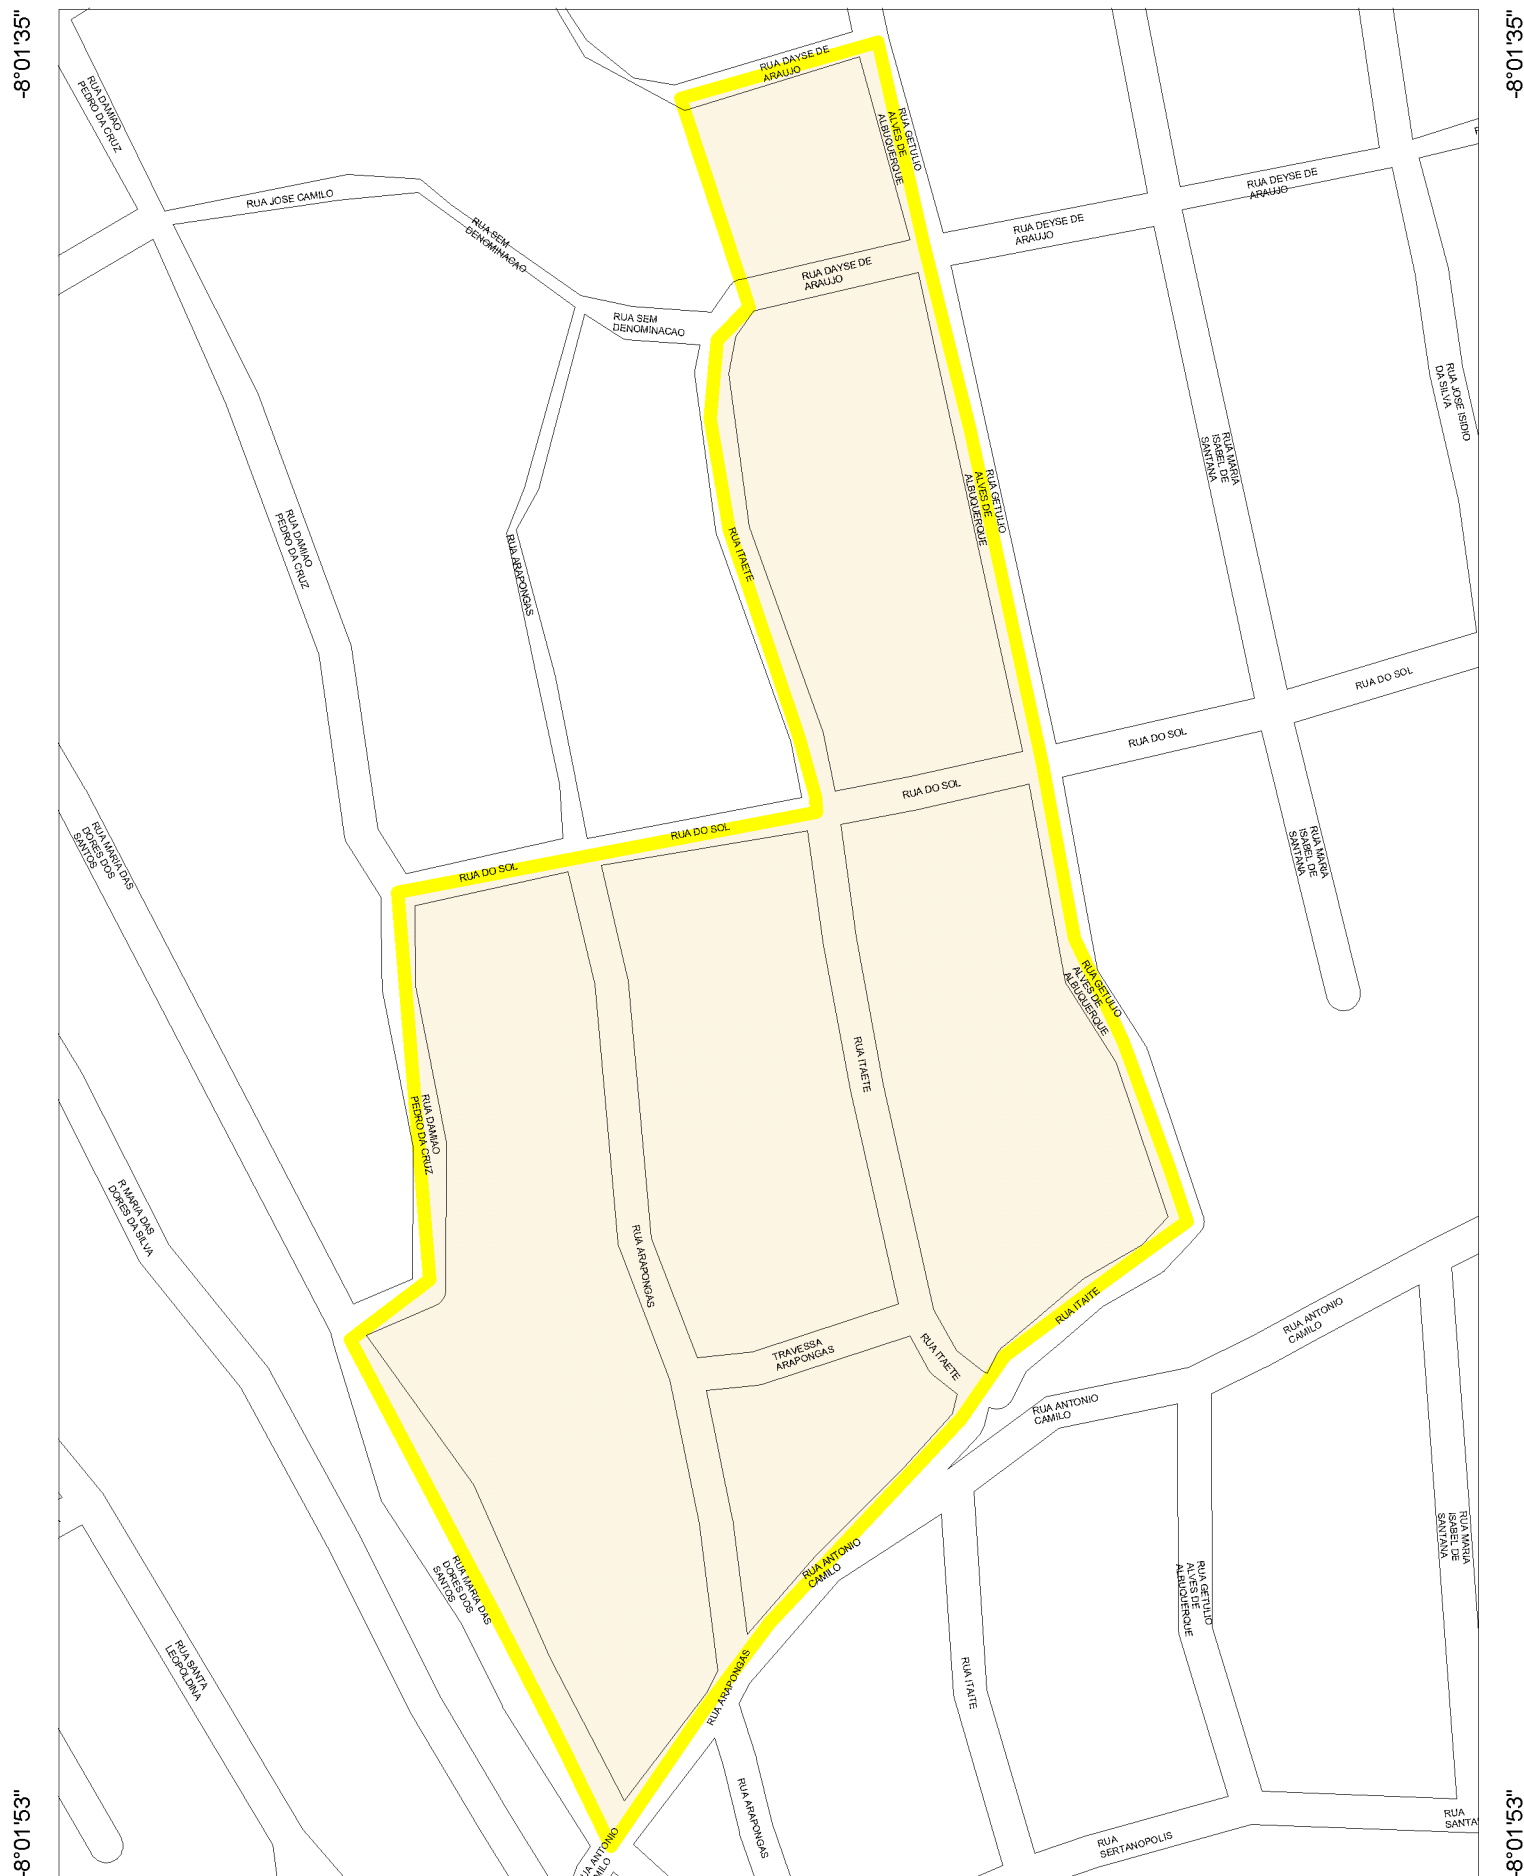 -8°01'35"
-8°01'35"
RUA DAYSE DE
ARAUJO
RUA DAMIAO
PEDRO DA CRUZ
RUA GETULIO
ALVES DE
ALBUQUERQUE
RUA JOSE CAMILO
RUA DEYSE DE
ARAUJO
RUA SEM
DENOMINACAO
RUA DEYSE DE
ARAUJO
RUA DAYSE DE
ARAUJO
RUA SEM
DENOMINACAO
RUA JOSE ISIDIO
DA SILVA
RUA MARIA
ISABEL DE
SANTANA
RUA GETULIO
ALVES DE
ALBUQUERQUE
RUA DAMIAO
PEDRO DA CRUZ
RUA ITAETE
RUA ARAPONGAS
RUA DO SOL
RUA DO SOL
RUA DO SOL
RUA DO SOL
RUA DO SOL
RUA MARIA DAS
DORES DOS
SANTOS
RUA MARIA
ISABEL DE
SANTANA
RUA GETULIO
ALVES DE
ALBUQUERQUE
RUA ITAETE
RUA DAMIAO
PEDRO DA CRUZ
R MARIA DAS
DORES DA SILVA
RUA ARAPONGAS
RUA ITAITE
RUA ANTONIO
CAMILO
TRAVESSA
ARAPONGAS
RUA ITAETE
RUA ANTONIO
CAMILO
RUA MARIA
ISABEL DE
SANTANA
RUA ANTONIO
CAMILO
RUA MARIA DAS
DORES DOS
SANTOS
RUA GETULIO
ALVES DE
ALBUQUERQUE
RUA SANTA
LEOPOLDINA
RUA ARAPONGAS
RUA ITAITE
RUA ARAPONGAS
RUA
SERTANOPOLIS
RUA
SANTA
UA ANTONIO
MILO
-8°01'53"
-8°01'53"